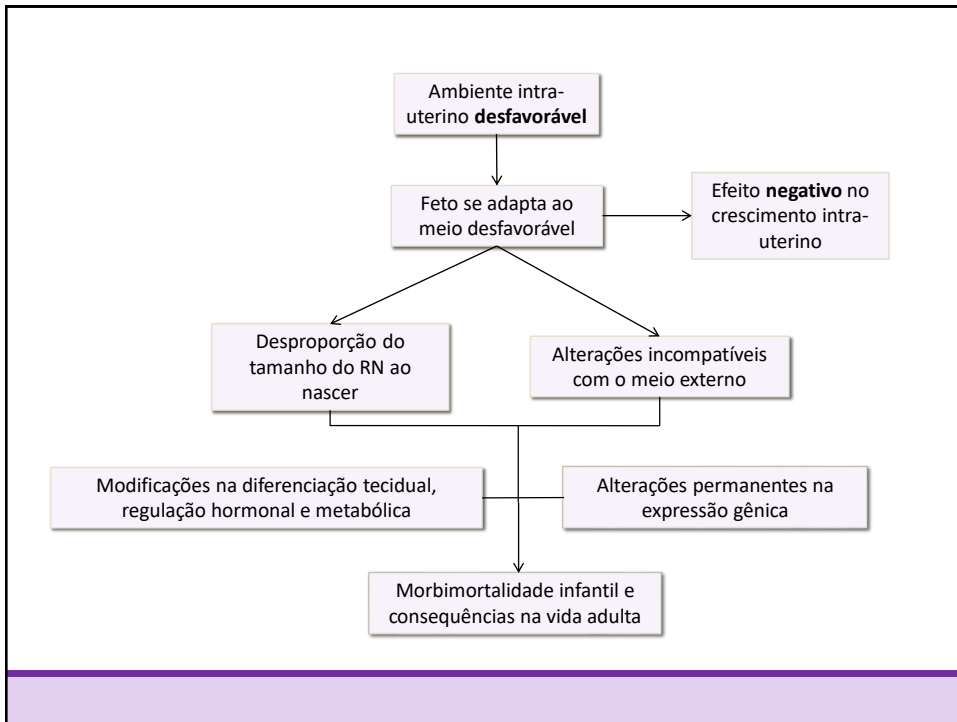 Ambiente intra-
uterino desfavorável
Feto se adapta ao
meio desfavorável
Efeito negativo no
crescimento intra-
uterino
Desproporção do
tamanho do RN ao
nascer
Alterações incompatíveis
com o meio externo
Modificações na diferenciação tecidual,
regulação hormonal e metabólica
Alterações permanentes na
expressão gênica
Morbimortalidade infantil e
consequências na vida adulta